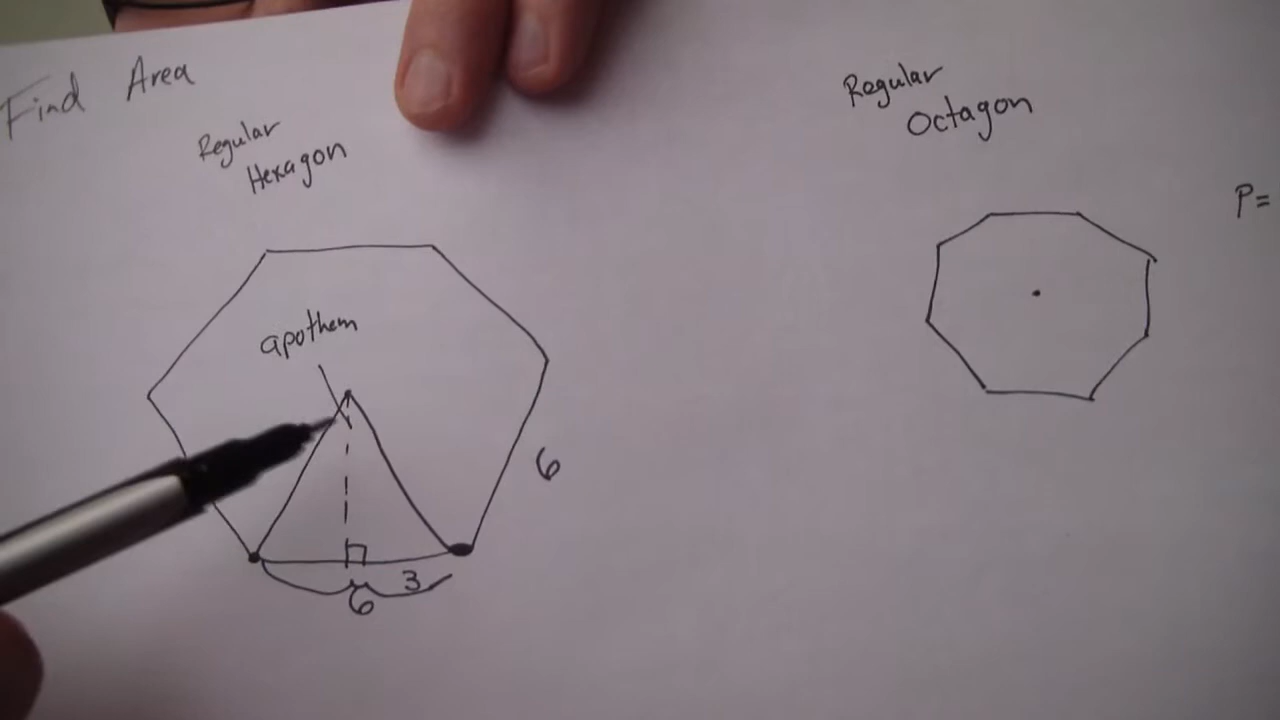 Find Area
Regular
Hexagon
apothem
6
3
6
Regular
Octagon
P=